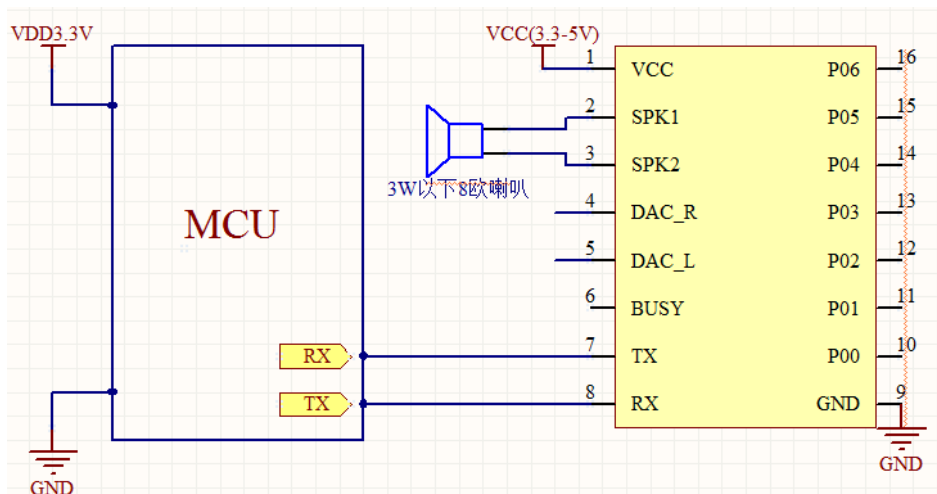 VDD3.3V
VCC(3.3-5V)
1
VCC
P06
16
2
SPK1
P05
15
3
SPK2
P04
14
3W以下8欧喇叭
MCU
4
DAC_R
P03
13
5
DAC_L
P02
12
6
BUSY
P01
11
RX
7
TX
P00
10
TX
8
RX
GND
9
GND
GND